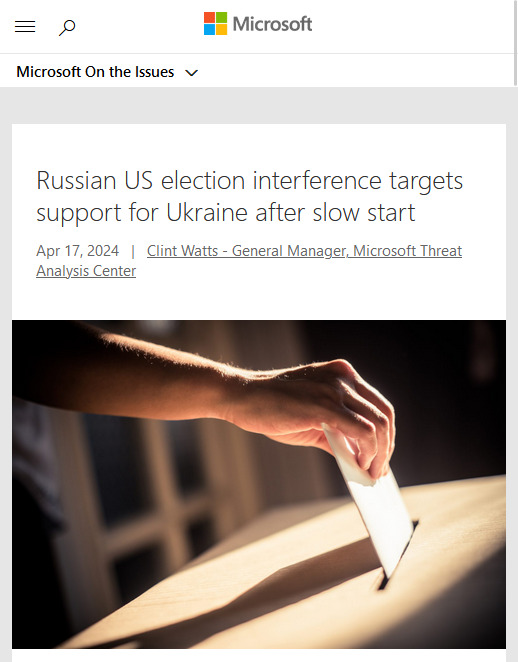 Microsoft
Microsoft On the Issues
Russian US election interference targets
support for Ukraine after slow start
Apr 17, 2024 | Clint Watts - General Manager, Microsoft Threat
Analysis Center